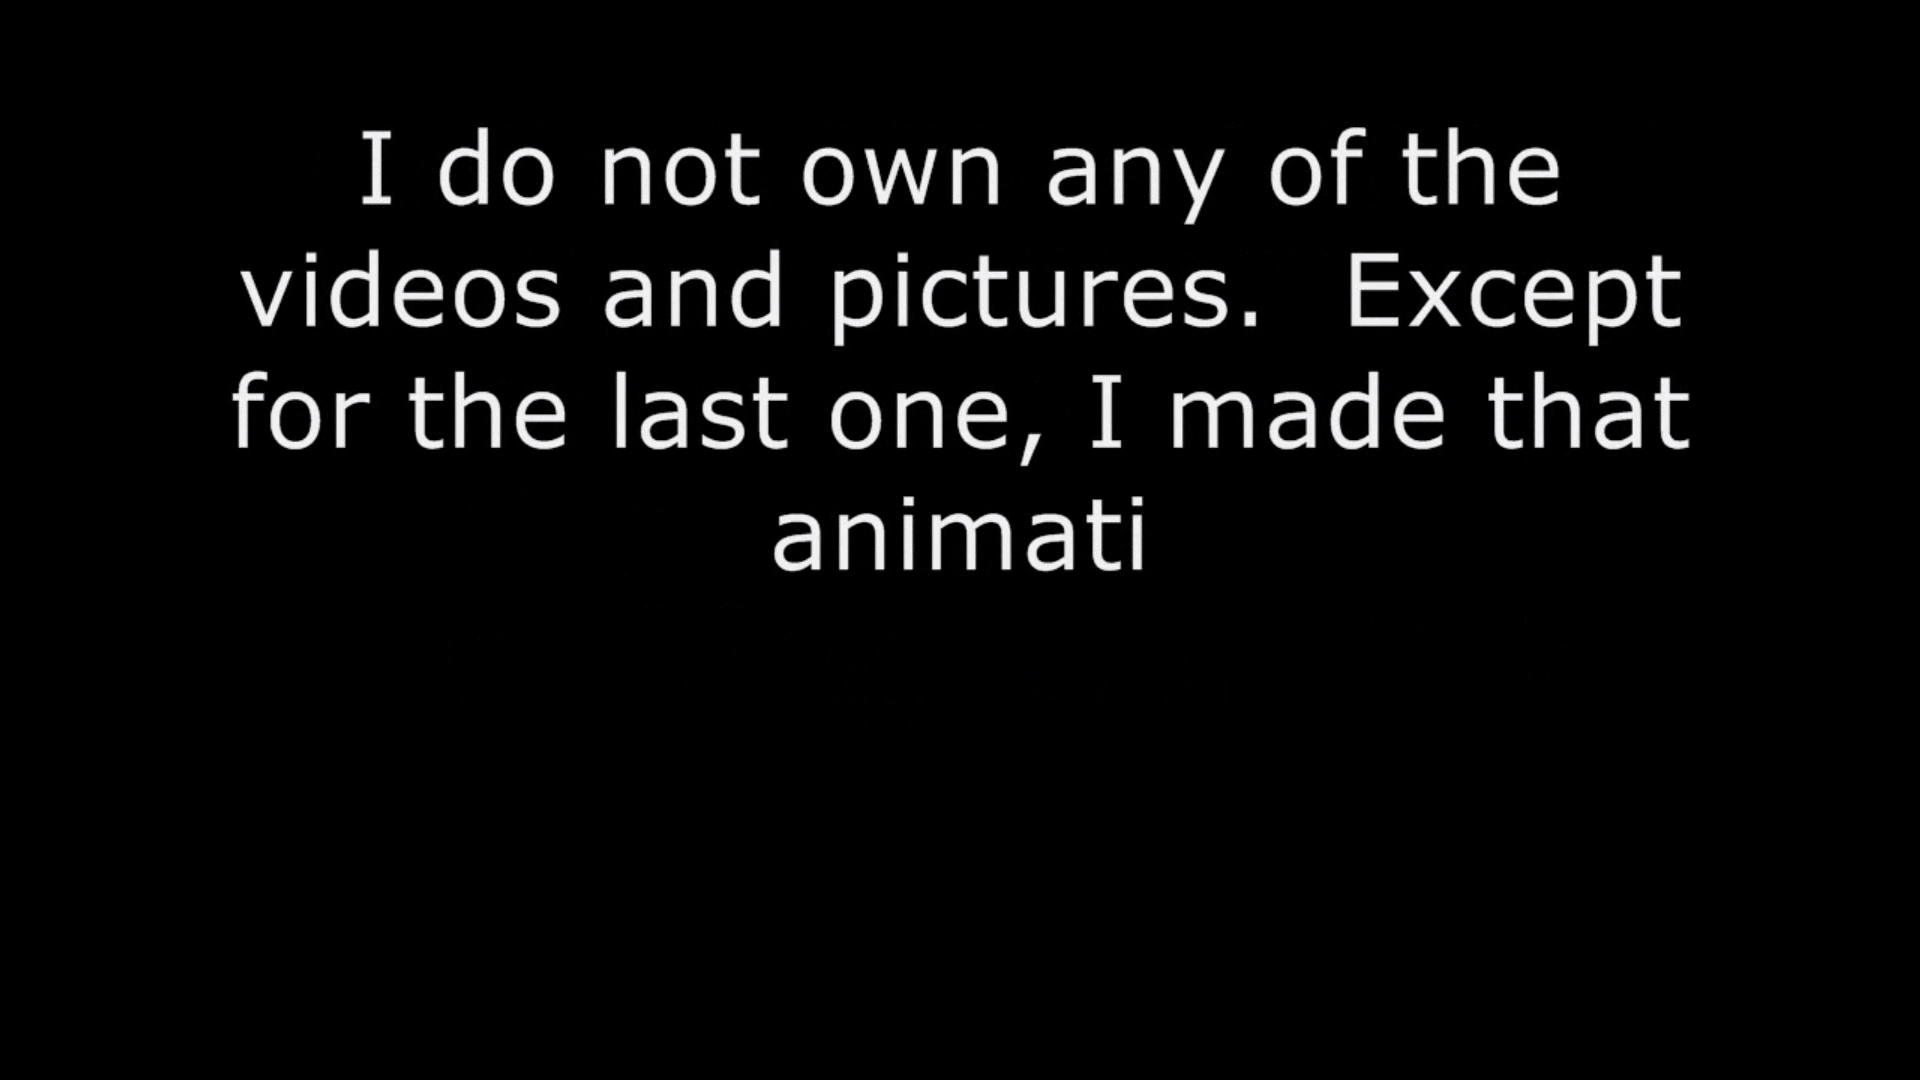 I do not own any of the
videos and pictures.  Except
for the last one, I made that
animati